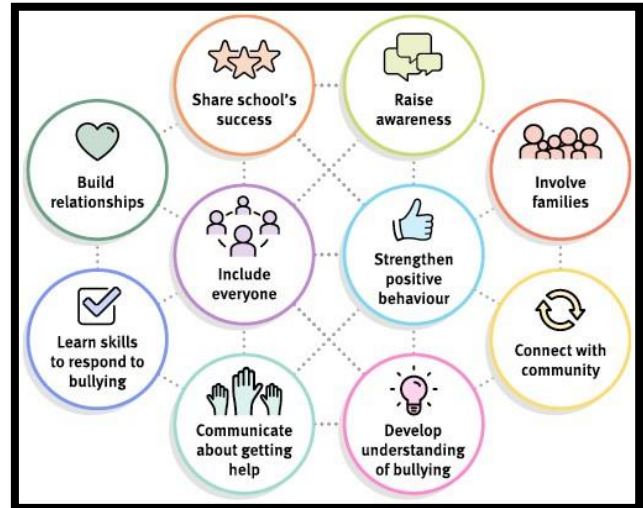 Share school's
success
Raise
awareness
Build
relationships
Involve
families
Include
everyone
Strengthen
positive
behaviour
Learn skills
to respond to
bullying
Connect with
community
Communicate
about getting
help
Develop
understanding
of bullying